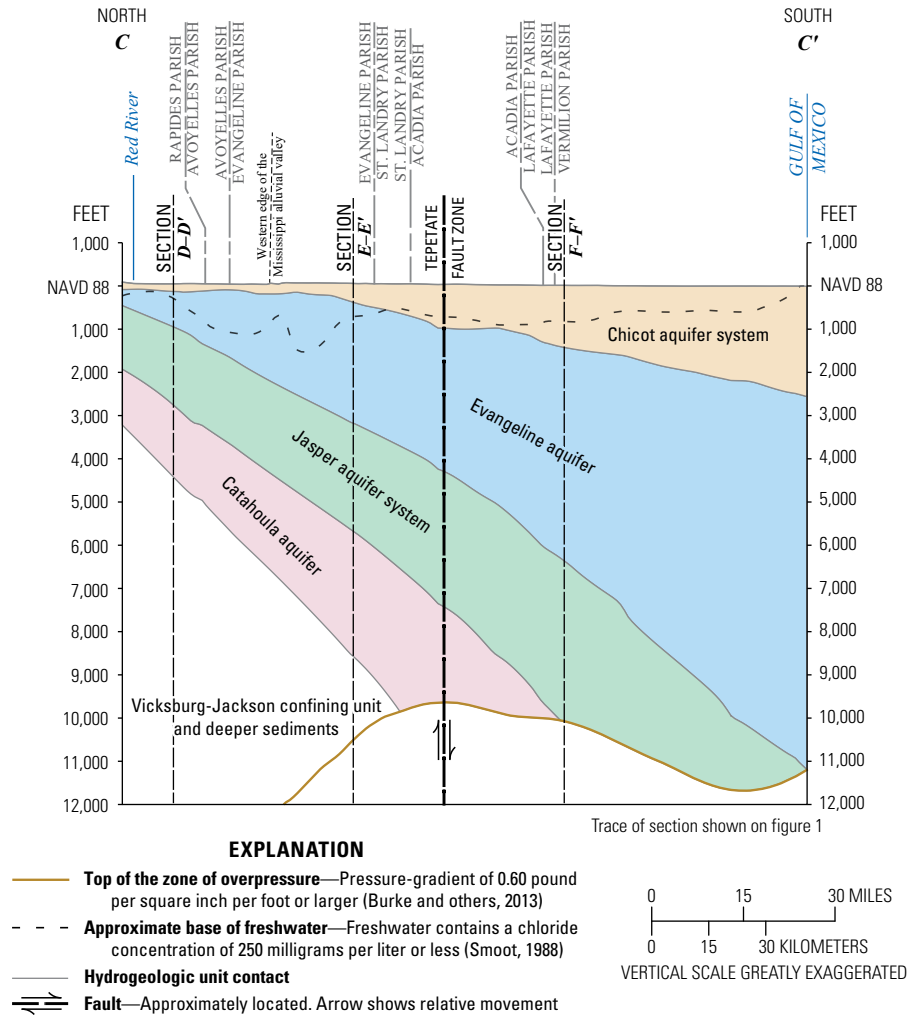 NORTH
C
SOUTH
C'
Red River
RAPIDES PARISH
AVOYELLES PARISH
AVOYELLES PARISH
EVANGELINE PARISH
Western edge of the
Mississippi alluvial valley
EVANGELINE PARISH
ST. LANDRY PARISH
ST. LANDRY PARISH
ACADIA PARISH
ACADIA PARISH
LAFAYETTE PARISH
LAFAYETTE PARISH
VERMILION PARISH
GULF OF
MEXICO
FEET
FEET
SECTION
D–D'
SECTION
E–E'
TEPETATE
FAULT ZONE
SECTION
F–F'
1,000
NAVD 88
1,000
2,000
3,000
4,000
5,000
6,000
7,000
8,000
9,000
10,000
11,000
12,000
1,000
NAVD 88
1,000
2,000
3,000
4,000
5,000
6,000
7,000
8,000
9,000
10,000
11,000
12,000
Chicot aquifer system
Evangeline aquifer
Jasper aquifer system
Catahoula aquifer
Vicksburg-Jackson confining unit
and deeper sediments
Trace of section shown on figure 1
EXPLANATION
Top of the zone of overpressure—Pressure-gradient of 0.60 pound
per square inch per foot or larger (Burke and others, 2013)
Approximate base of freshwater—Freshwater contains a chloride
concentration of 250 milligrams per liter or less (Smoot, 1988)
Hydrogeologic unit contact
Fault—Approximately located. Arrow shows relative movement
0 15 30 MILES
0 15 30 KILOMETERS
VERTICAL SCALE GREATLY EXAGGERATED